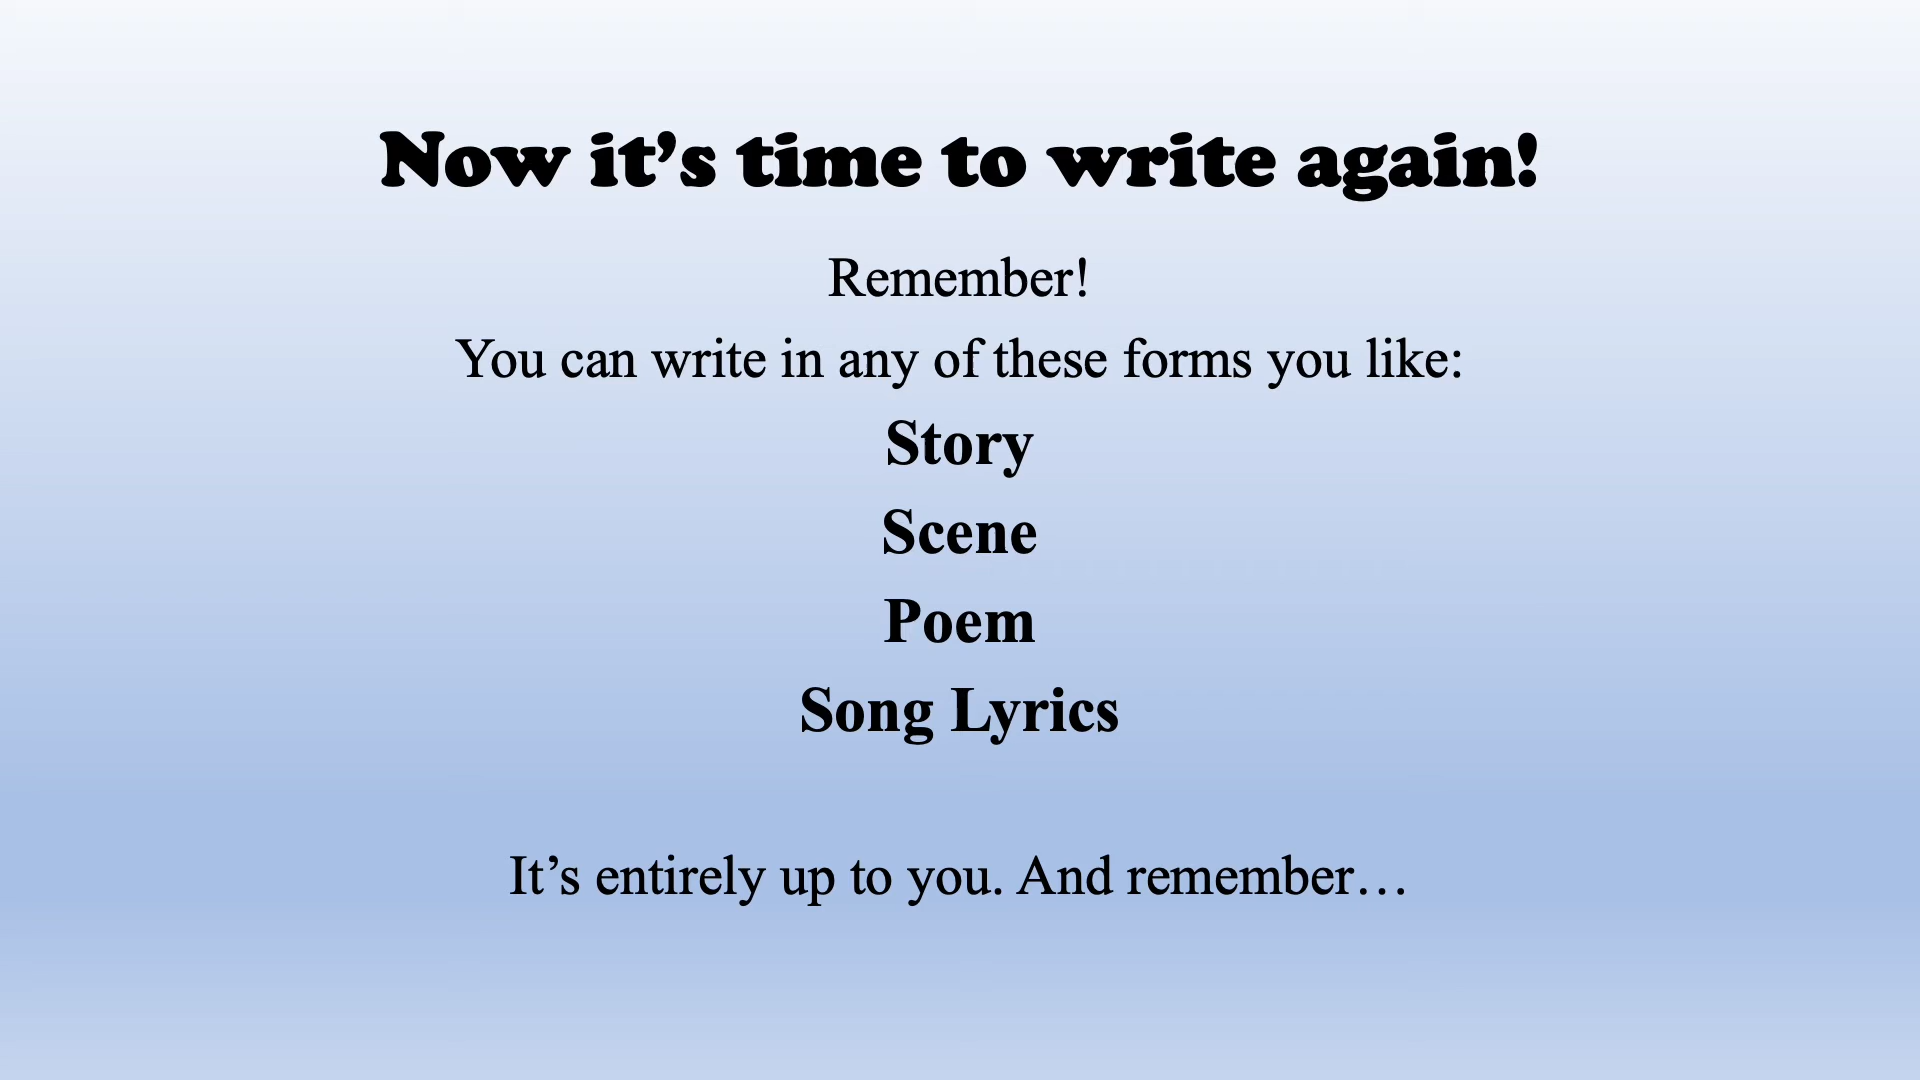 Now it’s time to write again!
Remember!
You can write in any of these forms you like:
Story
Scene
Poem
Song Lyrics
It’s entirely up to you. And remember…